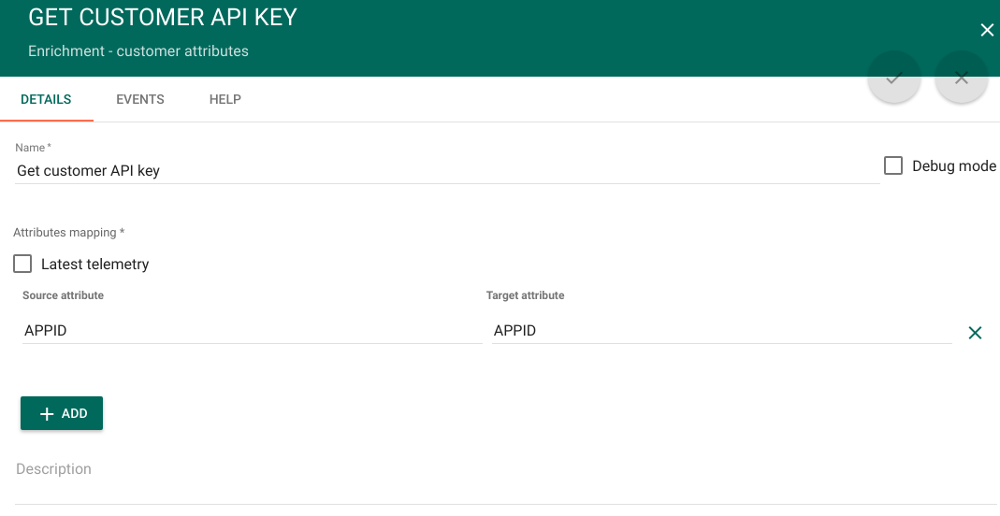 GET CUSTOMER API KEY
Enrichment - customer attributes
DETAILS EVENTS HELP
Name *
Get customer API key
Debug mode
Attributes mapping *
Latest telemetry
Source attribute Target attribute
APPID APPID
ADD
Description